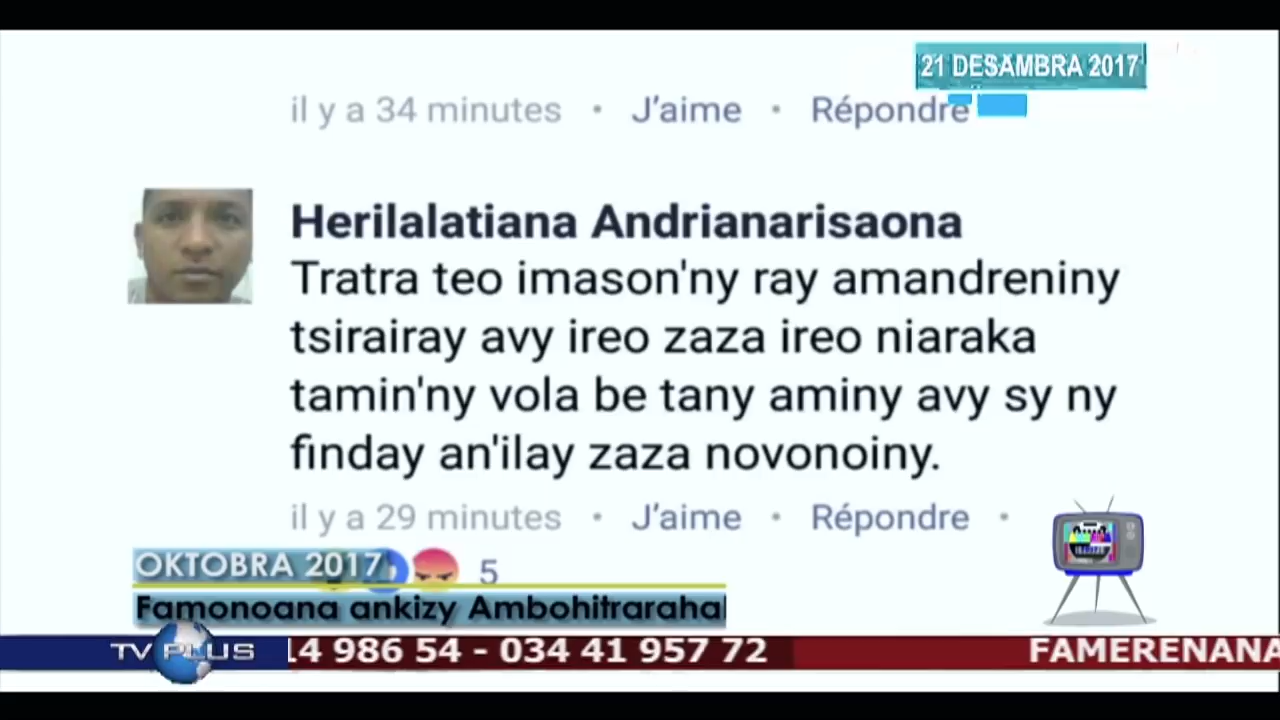 21 DESAMBRA 2017
il y a 34 minutes • J'aime • Répondre
Herilalatiana Andrianarisaona
Tratra teo imason'ny ray amandreniny
tsirairay avy ireo zaza ireo niaraka
tamin'ny vola be tany aminy avy sy ny
finday an'ilay zaza novonoiny.
il y a 29 minutes • J'aime • Répondre •
5
OKTOBRA 2017
Famonoana ankizy Ambohitraraha
TV PLUS 14 986 54 - 034 41 957 72 FAMERENANA